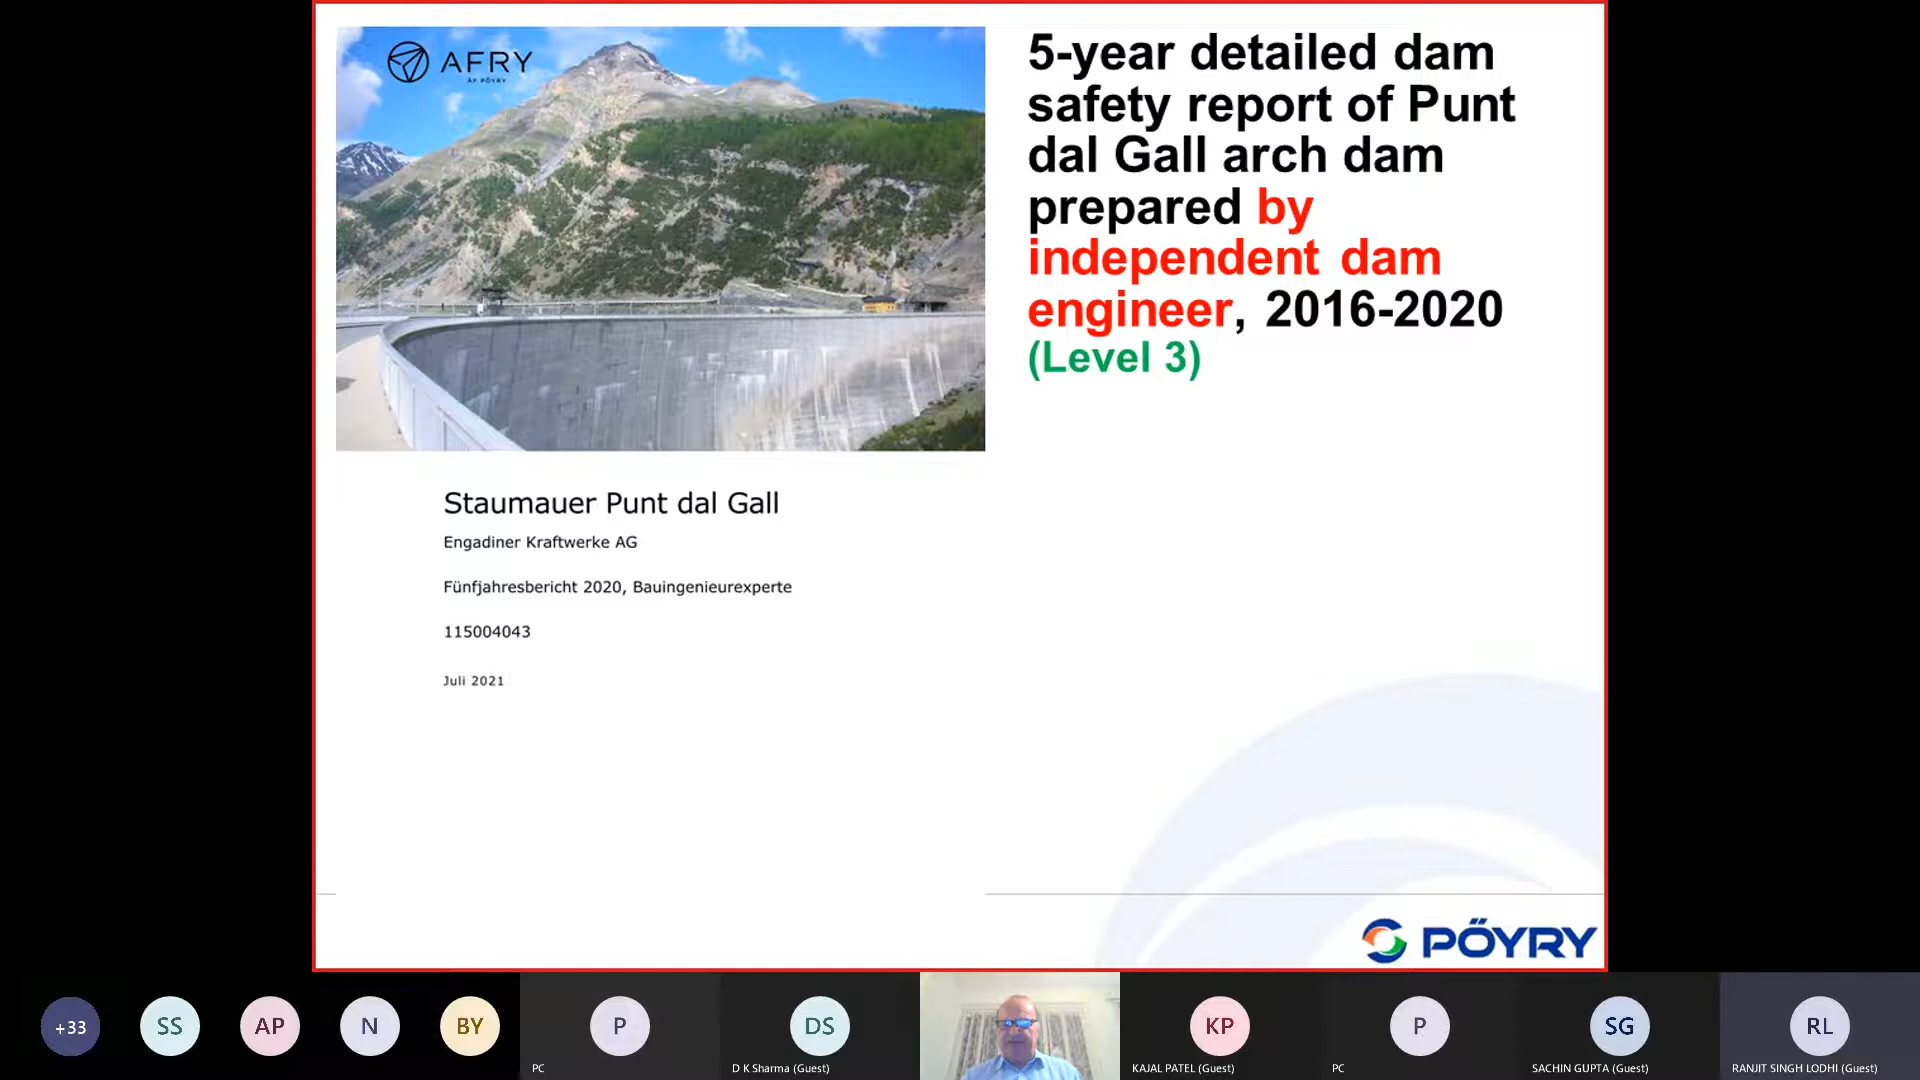 AFRY
ÅF PÖYRY
5-year detailed dam
safety report of Punt
dal Gall arch dam
prepared by
independent dam
engineer, 2016-2020
(Level 3)
Staumauer Punt dal Gall
Engadiner Kraftwerke AG
Fünfjahresbericht 2020, Bauingenieurexperte
115004043
Juli 2021
PÖYRY
+33
SS
AP
N
BY
P
PC
DS
D K Sharma (Guest)
KP
KAJAL PATEL (Guest)
P
PC
SG
SACHIN GUPTA (Guest)
RL
RANJIT SINGH LODHI (Guest)